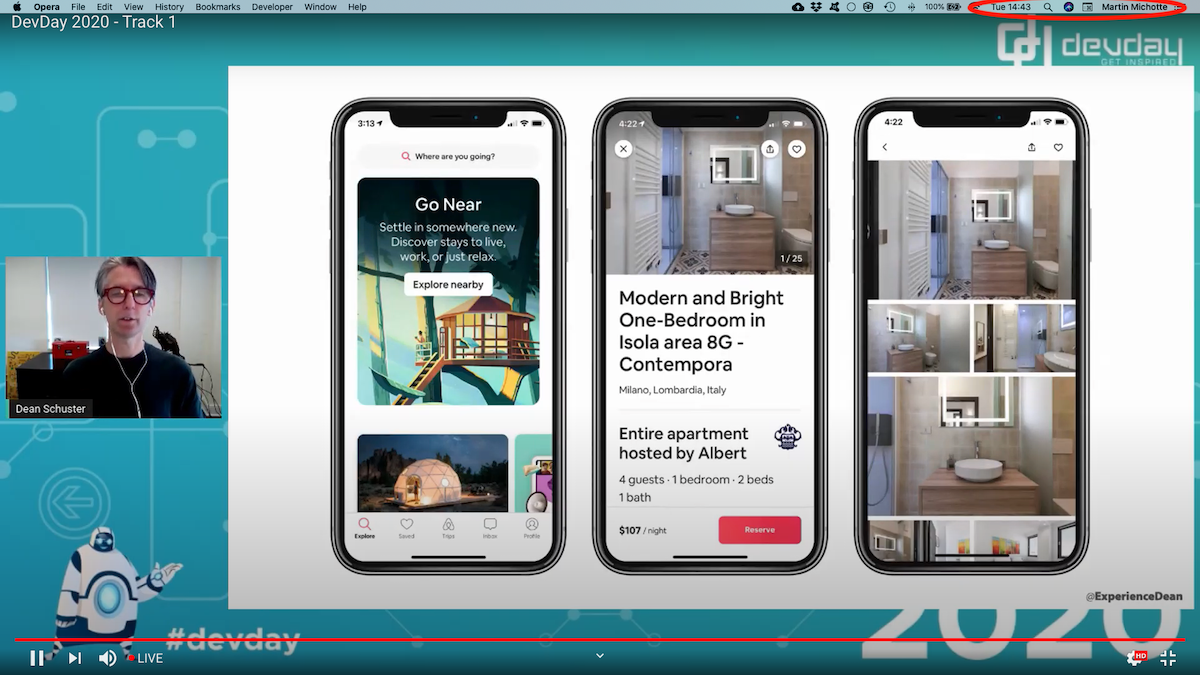 Opera File Edit View History Bookmarks Developer Window Help
100% Tue 14:43 Martin Michotte
DevDay 2020 - Track 1
devday
GET INSPIRED
3:13
Where are you going?
Go Near
Settle in somewhere new.
Discover stays to live,
work, or just relax.
Explore nearby
Explore Saved Trips Inbox Profile
4:22
1 / 25
Modern and Bright
One-Bedroom in
Isola area 8G -
Contempora
Milano, Lombardia, Italy
Entire apartment
hosted by Albert
4 guests · 1 bedroom · 2 beds
1 bath
$107 / night
Reserve
4:22
Dean Schuster
@ExperienceDean
#devday
2020
LIVE
HD